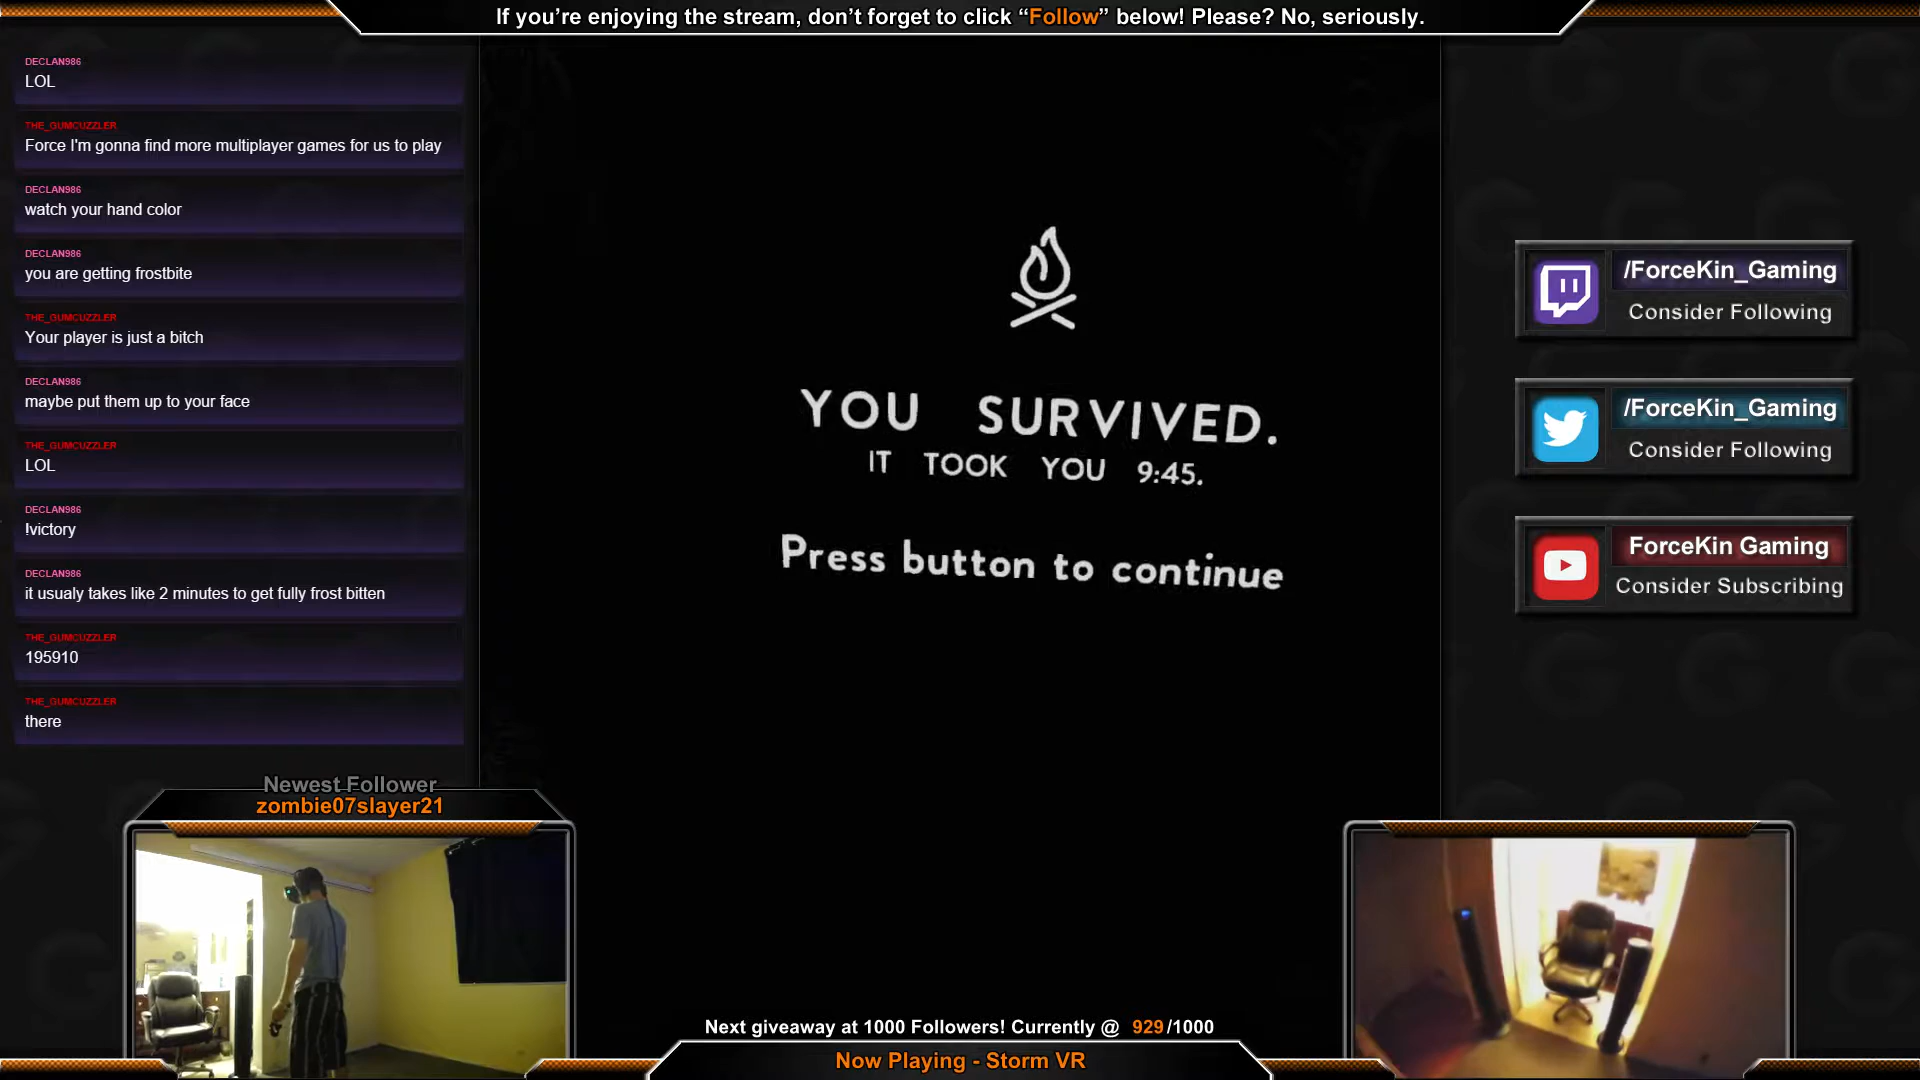 If you’re enjoying the stream, don’t forget to click “Follow” below! Please? No, seriously.
DECLAN986
LOL
THE_GUMCUZZLER
Force I'm gonna find more multiplayer games for us to play
DECLAN986
watch your hand color
DECLAN986
you are getting frostbite
THE_GUMCUZZLER
Your player is just a bitch
DECLAN986
maybe put them up to your face
THE_GUMCUZZLER
LOL
DECLAN986
!victory
DECLAN986
it usualy takes like 2 minutes to get fully frost bitten
THE_GUMCUZZLER
195910
THE_GUMCUZZLER
there
Newest Follower
zombie07slayer21
YOU SURVIVED.
IT TOOK YOU 9:45.
Press button to continue
/ForceKin_Gaming
Consider Following
/ForceKin_Gaming
Consider Following
ForceKin Gaming
Consider Subscribing
Next giveaway at 1000 Followers! Currently @ 929/1000
Now Playing - Storm VR